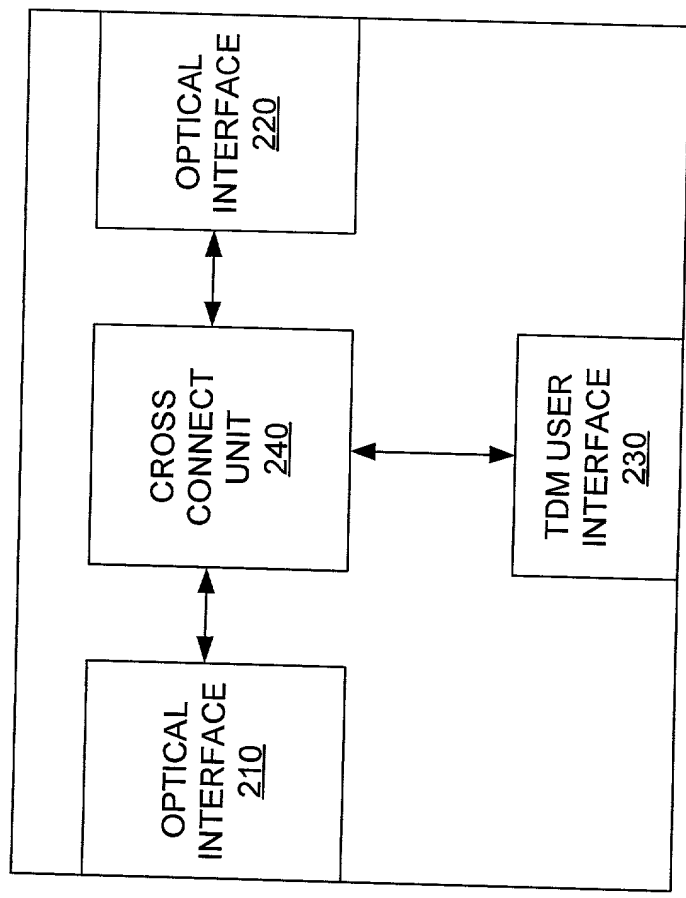 OPTICAL
INTERFACE
210
CROSS
CONNECT
UNIT
240
OPTICAL
INTERFACE
220
TDM USER
INTERFACE
230